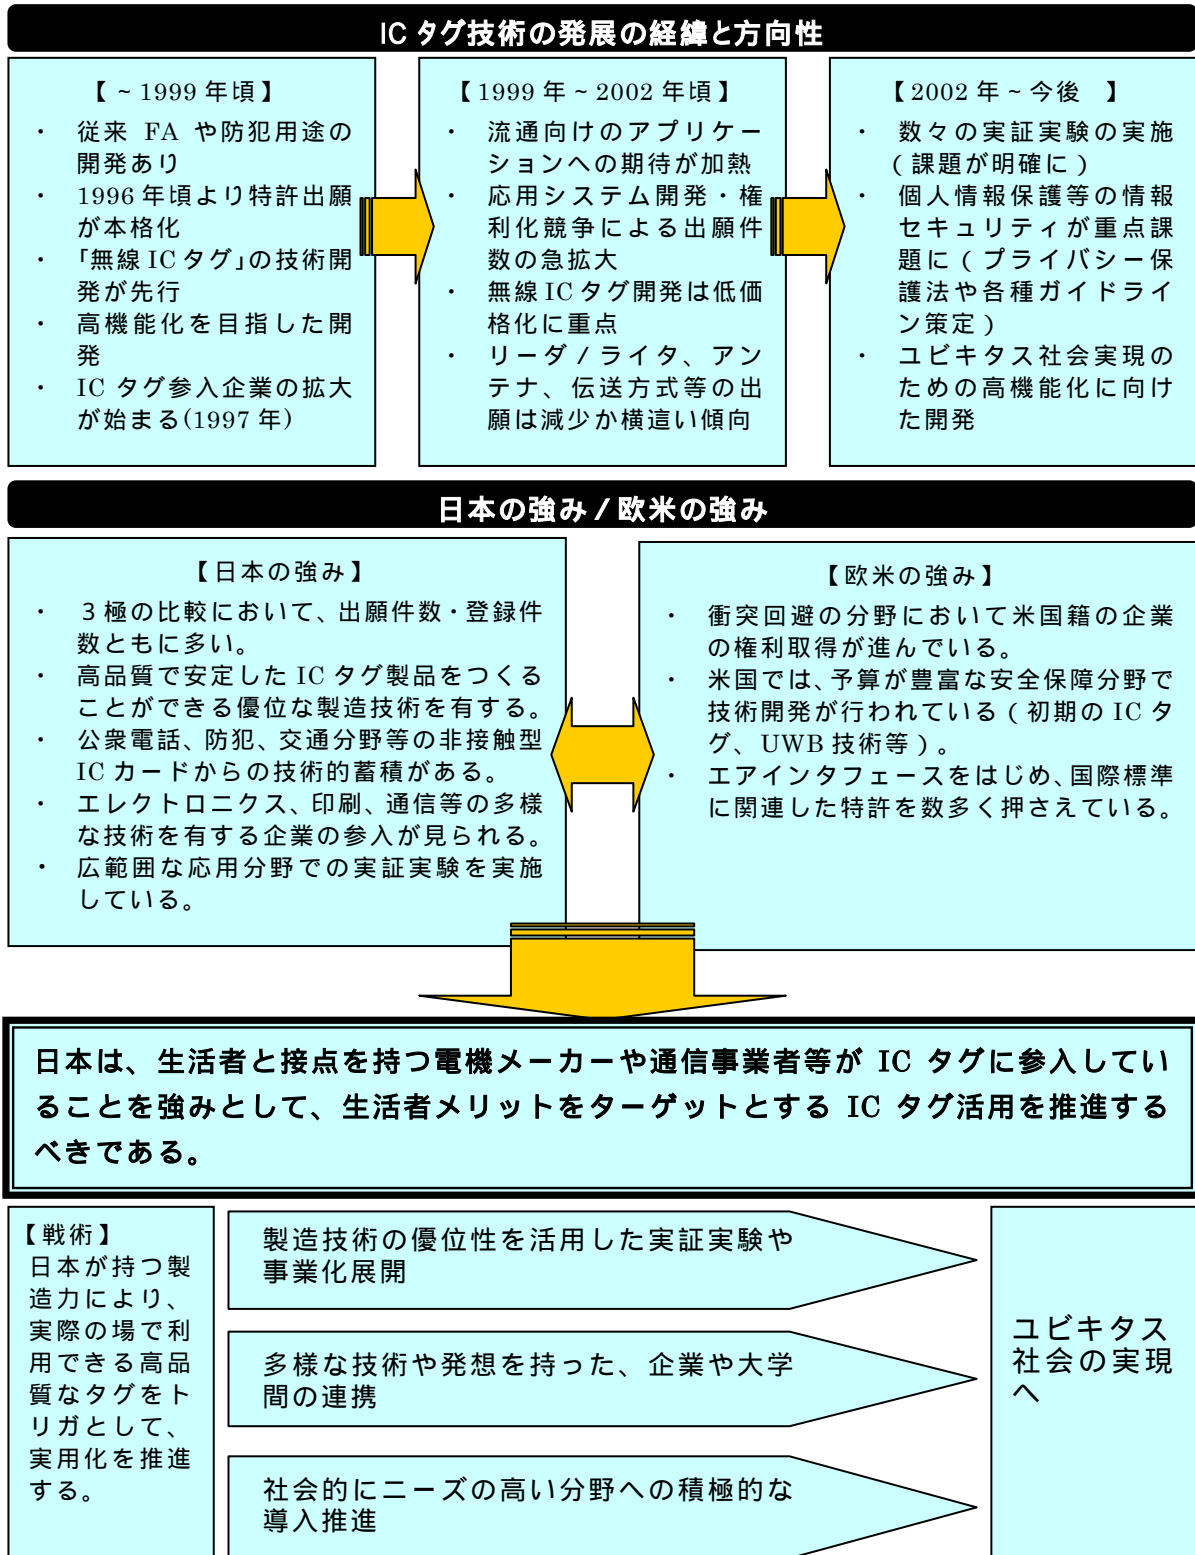 ICタグ技術の発展の経緯と方向性
【~1999年頃】
・ 従来 FA や防犯用途の
開発あり
・ 1996年頃より特許出願
が本格化
・ 「無線ICタグ」の技術開
発が先行
・ 高機能化を目指した開
発
・ IC タグ参入企業の拡大
が始まる(1997年)
【1999年~2002年頃】
・ 流通向けのアプリケー
ションへの期待が加熱
・ 応用システム開発・権
利化競争による出願件
数の急拡大
・ 無線ICタグ開発は低価
格化に重点
・ リーダ/ライタ、アン
テナ、伝送方式等の出
願は減少か横這い傾向
【2002年~今後 】
・ 数々の実証実験の実施
(課題が明確に)
・ 個人情報保護等の情報
セキュリティが重点課
題に(プライバシー保
護法や各種ガイドライ
ン策定)
・ ユビキタス社会実現の
ための高機能化に向け
た開発
日本の強み/欧米の強み
【日本の強み】
・ 3極の比較において、出願件数・登録件
数ともに多い。
・ 高品質で安定した IC タグ製品をつくる
ことができる優位な製造技術を有する。
・ 公衆電話、防犯、交通分野等の非接触型
IC カードからの技術的蓄積がある。
・ エレクトロニクス、印刷、通信等の多様
な技術を有する企業の参入が見られる。
・ 広範囲な応用分野での実証実験を実施
している。
【欧米の強み】
・ 衝突回避の分野において米国籍の企業
の権利取得が進んでいる。
・ 米国では、予算が豊富な安全保障分野で
技術開発が行われている(初期の IC タ
グ、UWB 技術等)。
・ エアインタフェースをはじめ、国際標準
に関連した特許を数多く押さえている。
日本は、生活者と接点を持つ電機メーカーや通信事業者等が IC タグに参入してい
ることを強みとして、生活者メリットをターゲットとする IC タグ活用を推進する
べきである。
【戦術】
日本が持つ製
造力により、
実際の場で利
用できる高品
質なタグをト
リガとして、
実用化を推進
する。
製造技術の優位性を活用した実証実験や
事業化展開
多様な技術や発想を持った、企業や大学
間の連携
社会的にニーズの高い分野への積極的な
導入推進
ユビキタス
社会の実現
へ